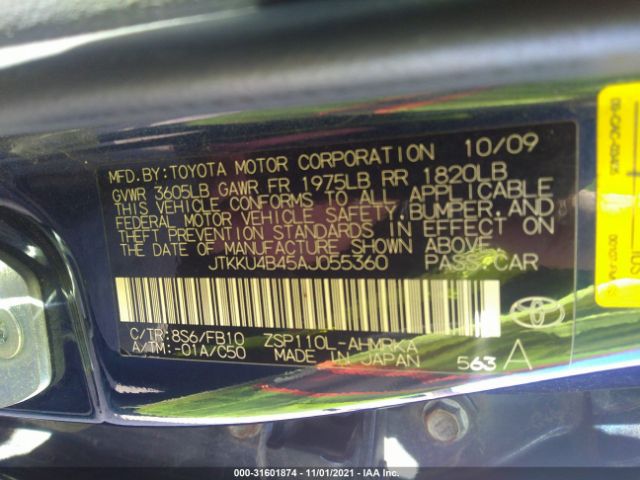 MFD.BY:TOYOTA MOTOR CORPORATION 10/09
GVWR 3605LB GAWR FR 1975LB RR 1820LB
THIS VEHICLE CONFORMS TO ALL APPLICABLE
FEDERAL MOTOR VEHICLE SAFETY,BUMPER,AND
THEFT PREVENTION STANDARDS IN EFFECT ON
THE DATE OF MANUFACTURE SHOWN ABOVE.
JTKKU4B45AJ055360 PASS.CAR
C/TR:8S6/FB10 ZSP110L-AHMRKA
A/TM:-01A/C50 MADE IN JAPAN 563 A
000-31601874 - 11/01/2021 - IAA Inc.